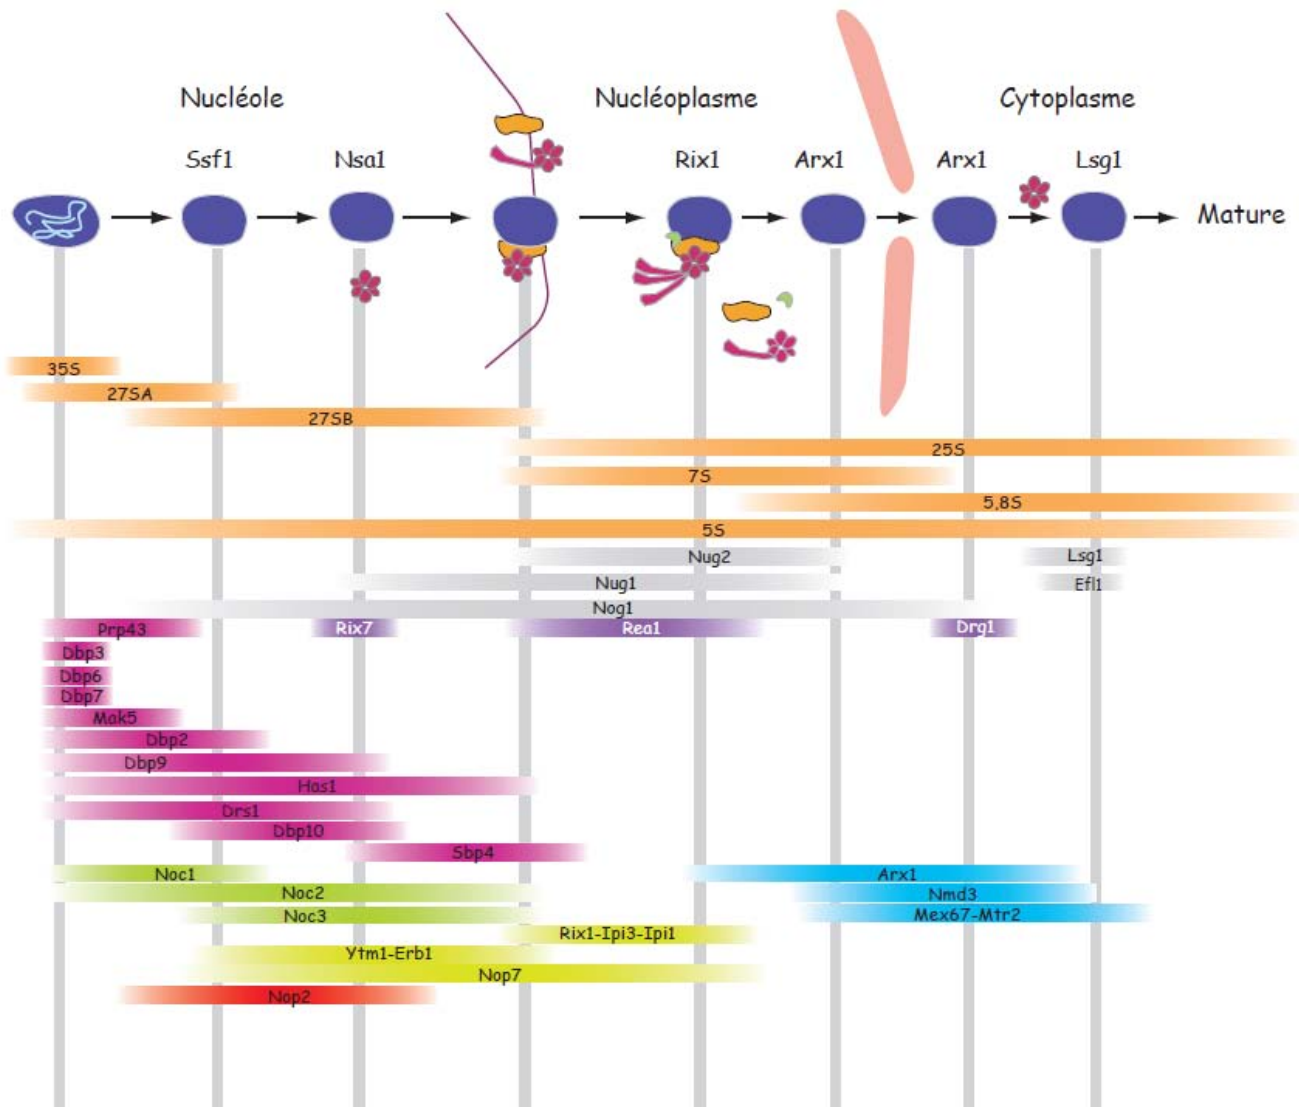 Nucléole
Nucléoplasme
Cytoplasme
Ssf1
Nsa1
Rix1
Arx1
Arx1
Lsg1
Mature
35S
27SA
27SB
25S
7S
5,8S
5S
Nug2
Lsg1
Nug1
Efl1
Nog1
Prp43
Rix7
Rea1
Drg1
Dbp3
Dbp6
Dbp7
Mak5
Dbp2
Dbp9
Has1
Drs1
Dbp10
Sbp4
Noc1
Arx1
Noc2
Nmd3
Noc3
Mex67-Mtr2
Rix1-Ipi3-Ipi1
Ytm1-Erb1
Nop7
Nop2